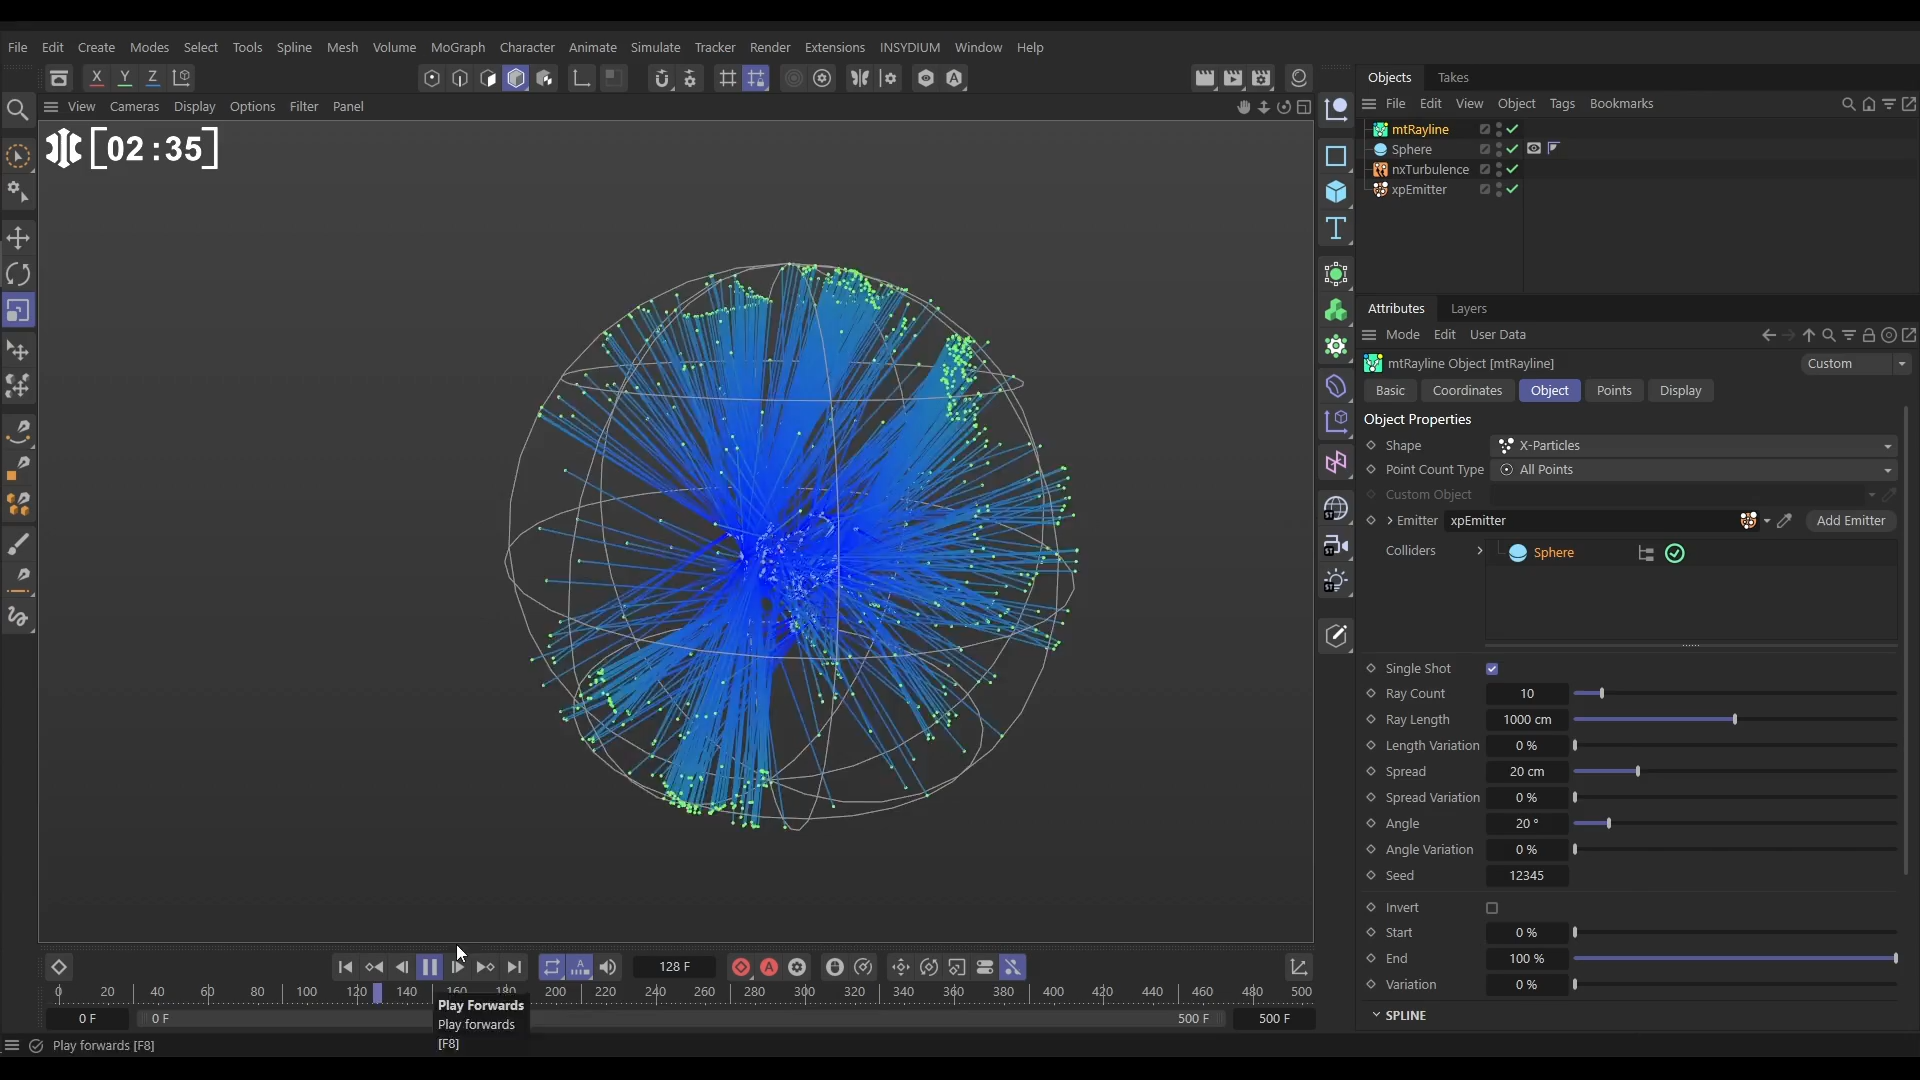 File Edit Create Modes Select Tools Spline Mesh Volume MoGraph Character Animate Simulate Tracker Render Extensions INSYDIUM Window Help
X Y Z
View Cameras Display Options Filter Panel
[02:35]
Objects Takes
File Edit View Object Tags Bookmarks
mtRayline
Sphere
nxTurbulence
xpEmitter
Attributes Layers
Mode Edit User Data
mtRayline Object [mtRayline] Custom
Basic Coordinates Object Points Display
Object Properties
Shape X-Particles
Point Count Type All Points
Custom Object
Emitter xpEmitter Add Emitter
Colliders Sphere
Single Shot
Ray Count 10
Ray Length 1000 cm
Length Variation 0 %
Spread 20 cm
Spread Variation 0 %
Angle 20 °
Angle Variation 0 %
Seed 12345
Invert
Start 0 %
End 100 %
Variation 0 %
SPLINE
128 F
0 20 40 60 80 100 120 140 160 180 200 220 240 260 280 300 320 340 360 380 400 420 440 460 480 500
Play Forwards
0 F 0 F 500 F 500 F
Play forwards
[F8]
Play forwards [F8]